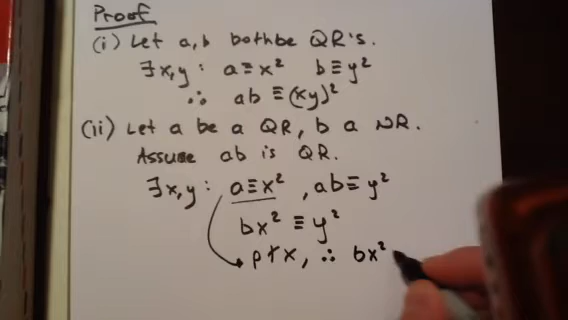 Proof
(i) Let a, b both be QR's.
∃x,y : a ≡ x² b ≡ y²
∴ ab ≡ (xy)²
(ii) Let a be a QR, b a NR.
Assume ab is QR.
∃x,y : a ≡ x² , ab ≡ y²
bx² ≡ y²
p ∤ x, ∴ bx²